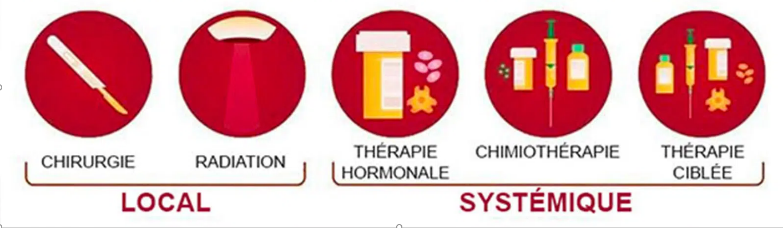 CHIRURGIE
RADIATION
THÉRAPIE
HORMONALE
CHIMIOTHÉRAPIE
THÉRAPIE
CIBLÉE
LOCAL
SYSTÉMIQUE